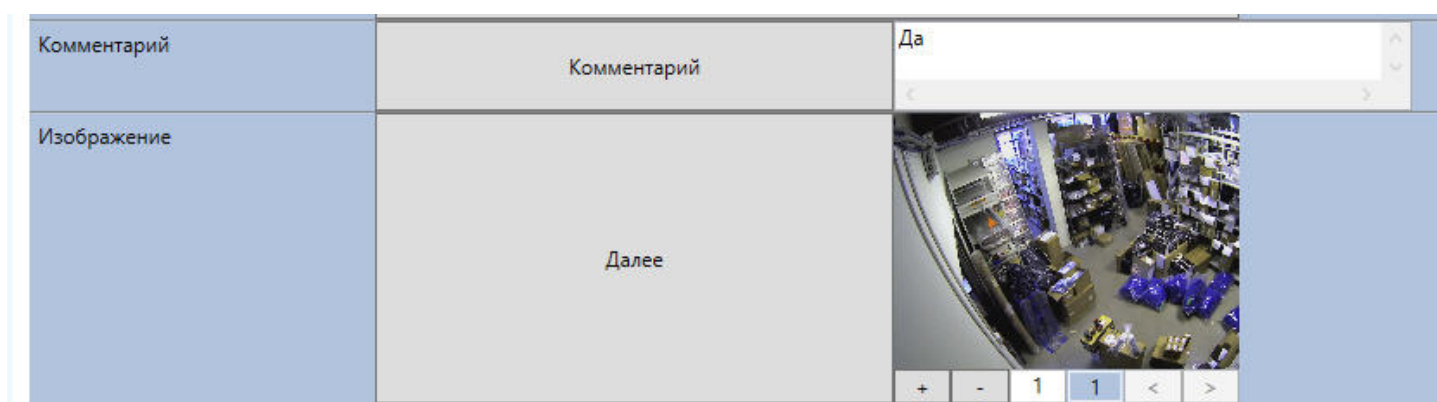 Комментарий
Комментарий
Да
Изображение
Далее
+ - 1 1 < >